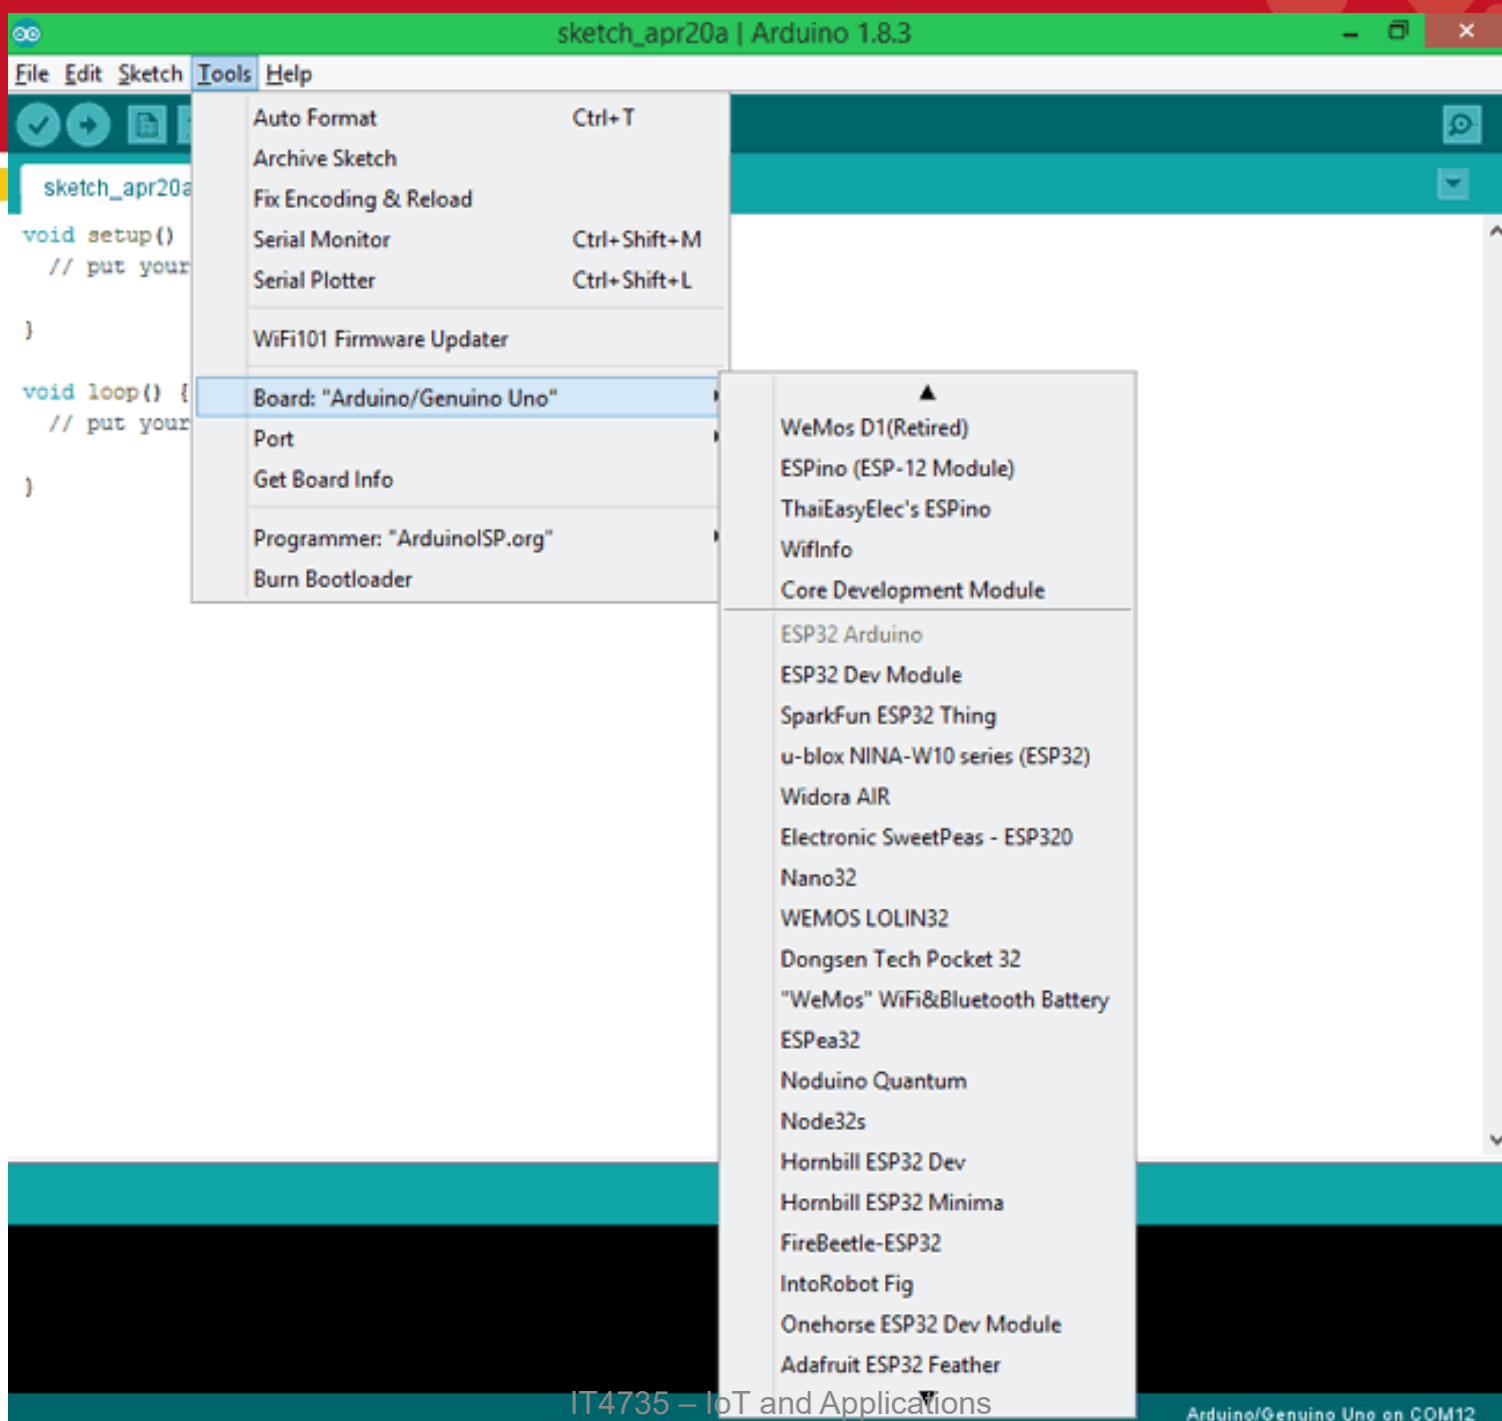 sketch_apr20a | Arduino 1.8.3
File Edit Sketch Tools Help
Auto Format Ctrl+T
Archive Sketch
Fix Encoding & Reload
Serial Monitor Ctrl+Shift+M
Serial Plotter Ctrl+Shift+L
WiFi101 Firmware Updater
Board: "Arduino/Genuino Uno"
Port
Get Board Info
Programmer: "ArduinoISP.org"
Burn Bootloader
sketch_apr20a
void setup()
// put your
}
void loop() {
// put your
}
WeMos D1(Retired)
ESPino (ESP-12 Module)
ThaiEasyElec's ESPino
WifInfo
Core Development Module
ESP32 Arduino
ESP32 Dev Module
SparkFun ESP32 Thing
u-blox NINA-W10 series (ESP32)
Widora AIR
Electronic SweetPeas - ESP320
Nano32
WEMOS LOLIN32
Dongsen Tech Pocket 32
"WeMos" WiFi&Bluetooth Battery
ESPea32
Noduino Quantum
Node32s
Hornbill ESP32 Dev
Hornbill ESP32 Minima
FireBeetle-ESP32
IntoRobot Fig
Onehorse ESP32 Dev Module
Adafruit ESP32 Feather
IT4735 – IoT and Applications
Arduino/Genuino Uno on COM12